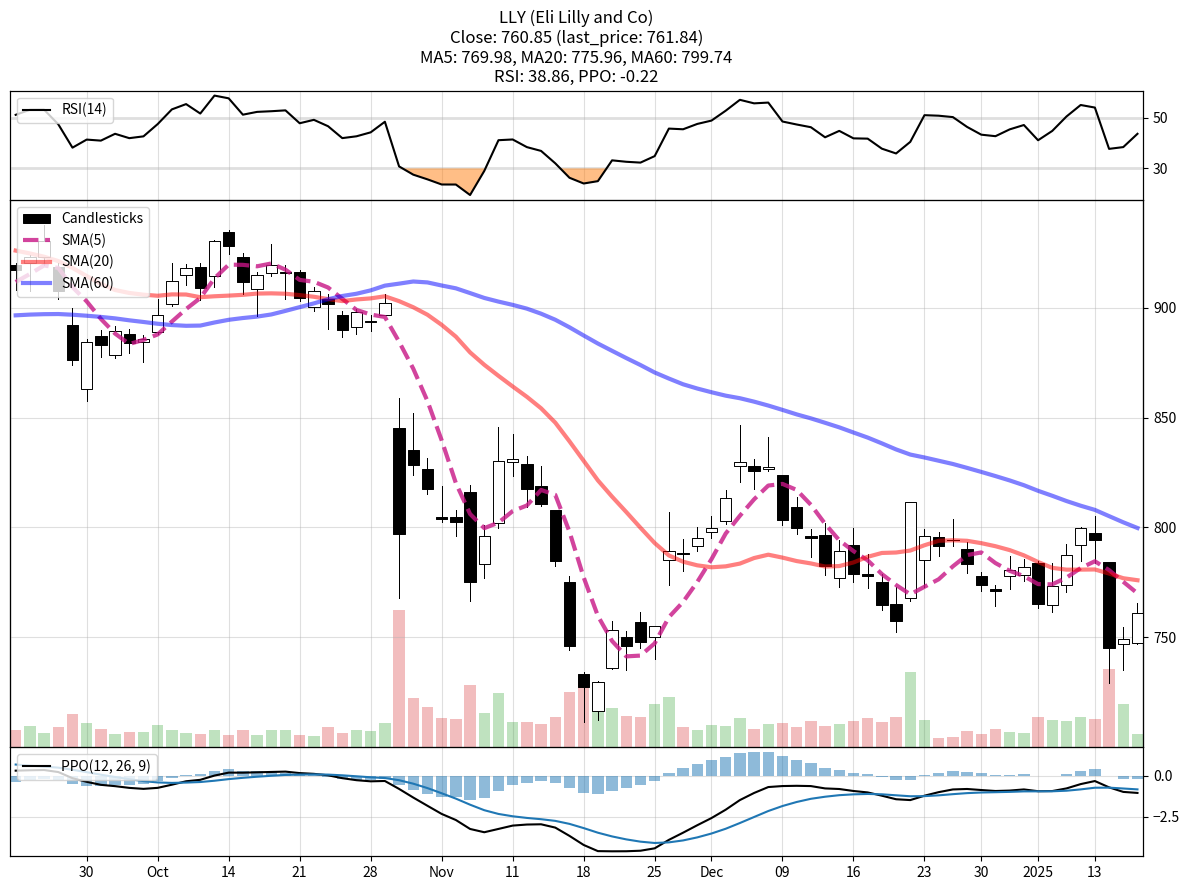 LLY (Eli Lilly and Co)
Close: 760.85 (last_price: 761.84)
MA5: 769.98, MA20: 775.96, MA60: 799.74
RSI: 38.86, PPO: -0.22
RSI(14)
50
30
Candlesticks
SMA(5)
SMA(20)
SMA(60)
900
850
800
750
PPO(12, 26, 9)
0.0
−2.5
30 Oct 14 21 28 Nov 11 18 25 Dec 09 16 23 30 2025 13